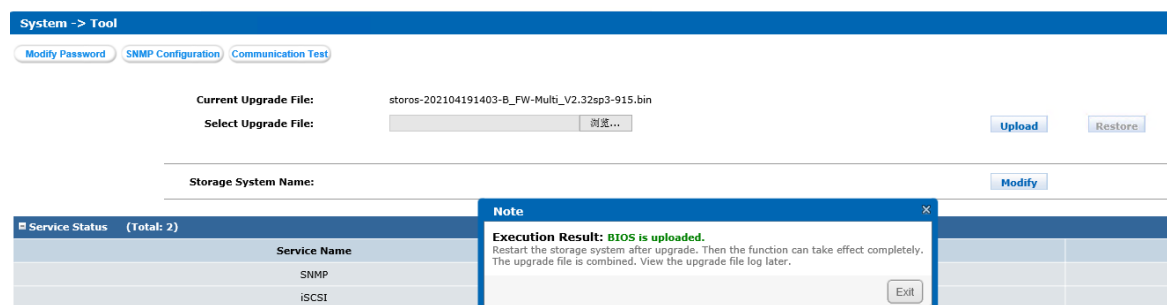 System -> Tool
Modify Password SNMP Configuration Communication Test
Current Upgrade File: storos-202104191403-B_FW-Multi_V2.32sp3-915.bin
Select Upgrade File: 浏览... Upload Restore
Storage System Name: Modify
Service Status (Total: 2)
Service Name
SNMP
iSCSI
Note
Execution Result: BIOS is uploaded.
Restart the storage system after upgrade. Then the function can take effect completely.
The upgrade file is combined. View the upgrade file log later.
Exit